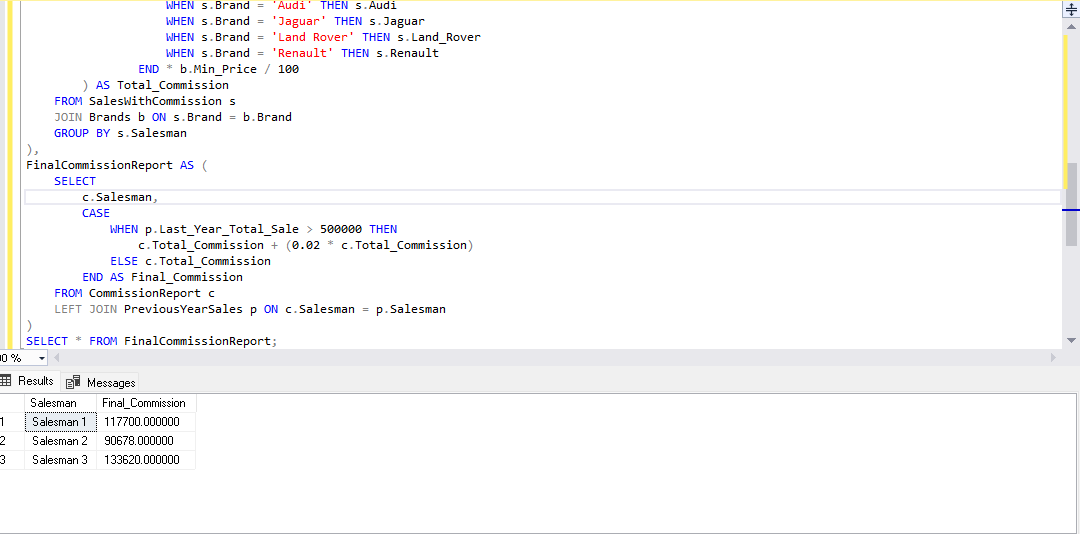 WHEN s.Brand = 'Audi' THEN s.Audi
WHEN s.Brand = 'Jaguar' THEN s.Jaguar
WHEN s.Brand = 'Land Rover' THEN s.Land_Rover
WHEN s.Brand = 'Renault' THEN s.Renault
END * b.Min_Price / 100
) AS Total_Commission
FROM SalesWithCommission s
JOIN Brands b ON s.Brand = b.Brand
GROUP BY s.Salesman
),
FinalCommissionReport AS (
SELECT
c.Salesman,
CASE
WHEN p.Last_Year_Total_Sale > 500000 THEN
c.Total_Commission + (0.02 * c.Total_Commission)
ELSE c.Total_Commission
END AS Final_Commission
FROM CommissionReport c
LEFT JOIN PreviousYearSales p ON c.Salesman = p.Salesman
)
SELECT * FROM FinalCommissionReport;
00 %
Results Messages
Salesman Final_Commission
1 Salesman 1 117700.000000
2 Salesman 2 90678.000000
3 Salesman 3 133620.000000